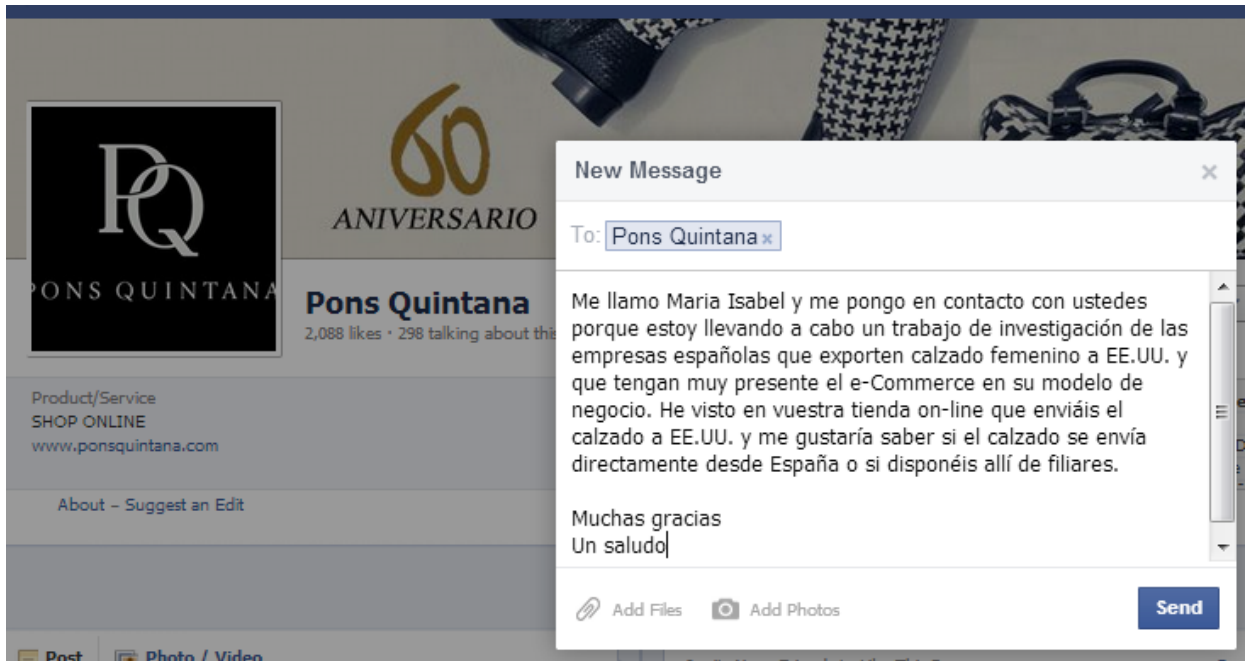 60
ANIVERSARIO
PQ
PONS QUINTANA
Pons Quintana
2,088 likes · 298 talking about this
Product/Service
SHOP ONLINE
www.ponsquintana.com
About – Suggest an Edit
Post
Photo / Video
New Message
To: Pons Quintana
Me llamo Maria Isabel y me pongo en contacto con ustedes
porque estoy llevando a cabo un trabajo de investigación de las
empresas españolas que exporten calzado femenino a EE.UU. y
que tengan muy presente el e-Commerce en su modelo de
negocio. He visto en vuestra tienda on-line que enviáis el
calzado a EE.UU. y me gustaría saber si el calzado se envía
directamente desde España o si disponéis allí de filiares.
Muchas gracias
Un saludo
Add Files
Add Photos
Send